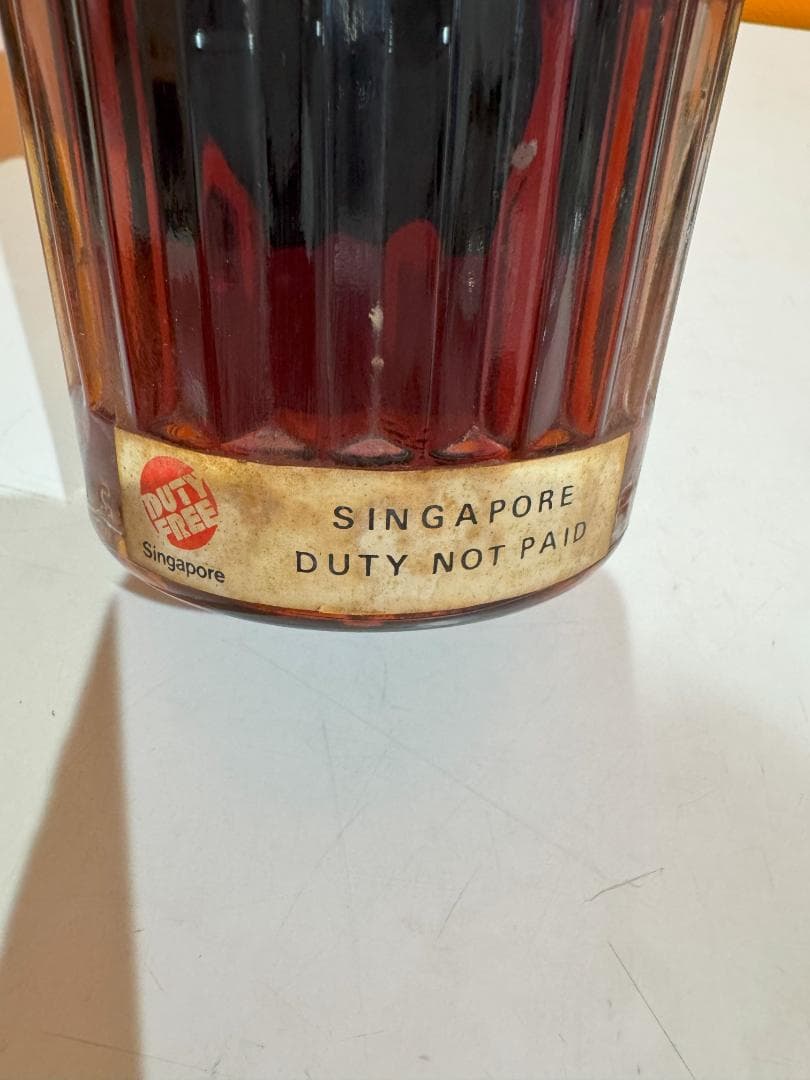 DUTY
FREE
Singapore
SINGAPORE
DUTY NOT PAID